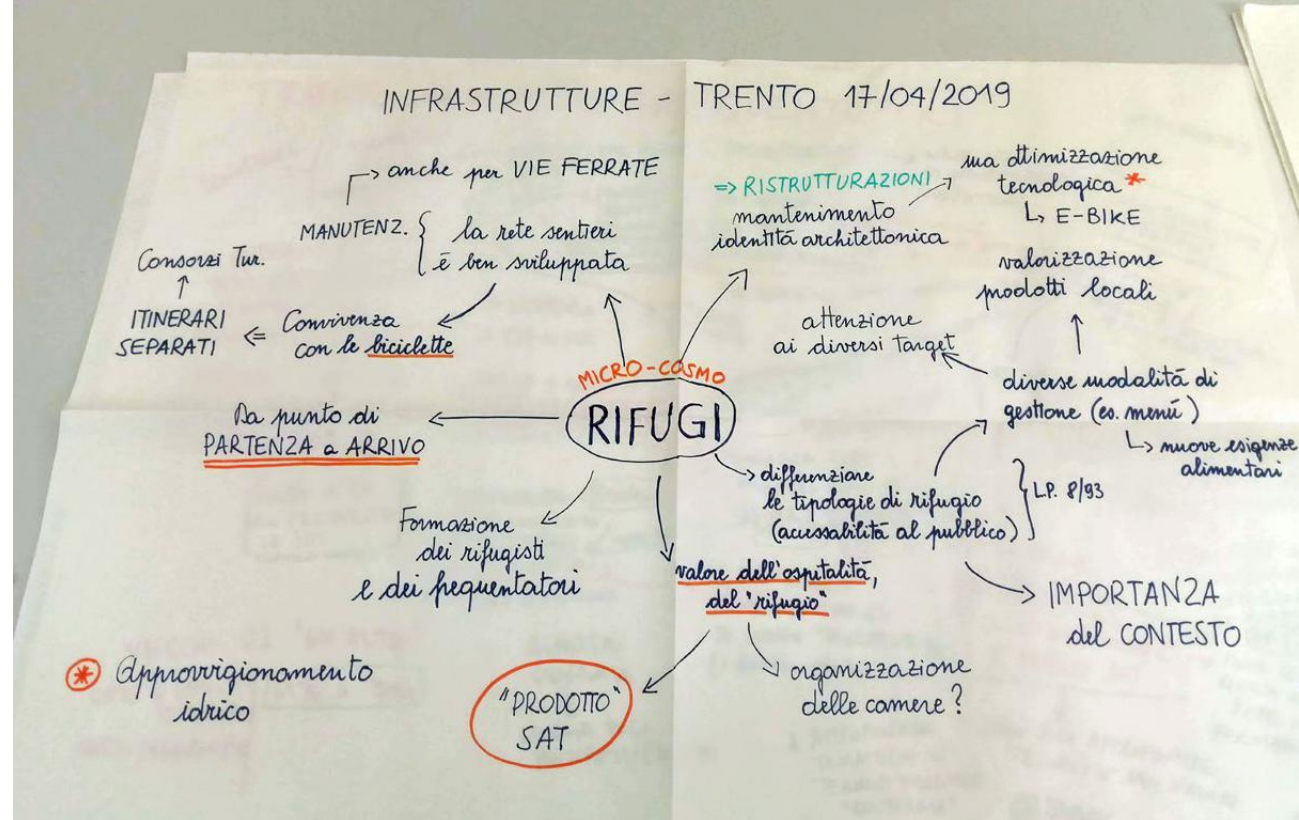 INFRASTRUTTURE - TRENTO 17/04/2019
↱ anche per VIE FERRATE
MANUTENZ. { la rete sentieri
è ben sviluppata
Consorzi Tur.
↑
ITINERARI
SEPARATI
⇐ Convivenza
con le biciclette
=> RISTRUTTURAZIONI
mantenimento
identità architettonica
ma ottimizzazione
tecnologica *
↳ E-BIKE
valorizzazione
prodotti locali
attenzione
ai diversi target
diverse modalità di
gestione (es. menù)
↳ nuove esigenze
alimentari
MICRO-COSMO
RIFUGI
Da punto di
PARTENZA a ARRIVO
Formazione
dei rifugisti
e dei frequentatori
differenziare
le tipologie di rifugio
(accessabilità al pubblico)
} L.P. 8/93
valore dell'ospitalità,
del "rifugio"
IMPORTANZA
del CONTESTO
"PRODOTTO"
SAT
organizzazione
delle camere?
* Approvvigionamento
idrico